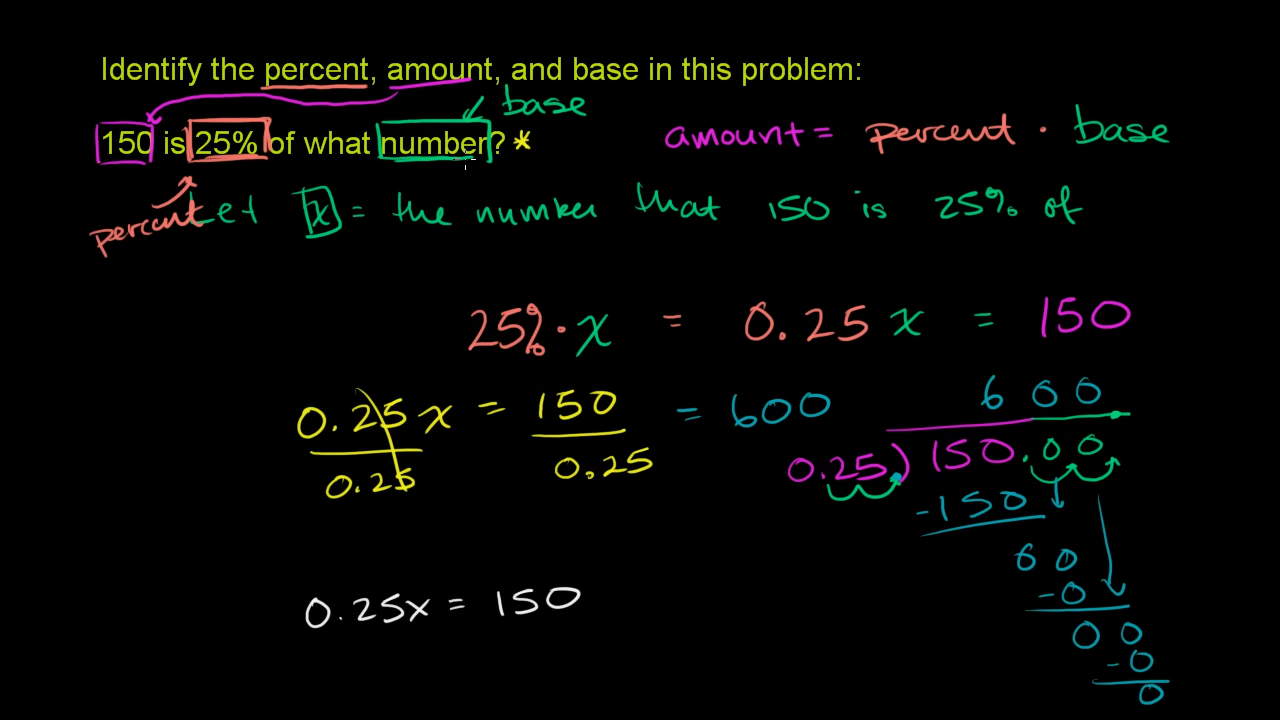 Identify the percent, amount, and base in this problem:
base
150 is 25% of what number? *
amount = percent · base
percent
Let x = the number that 150 is 25% of
25% · x = 0.25 x = 150
0.25 x = 150 = 600
0.25 0.25
600
0.25) 150.00
-150
60
-0
00
-0
0
0.25x = 150